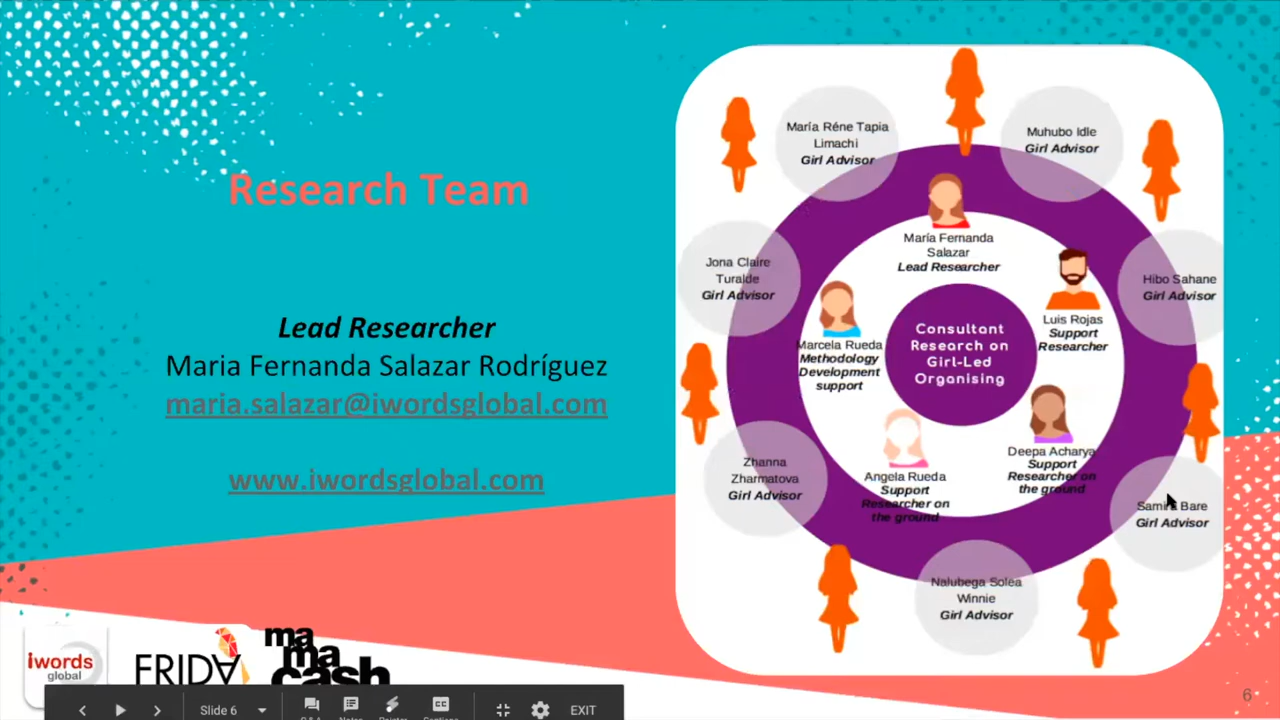 Research Team
Lead Researcher
Maria Fernanda Salazar Rodríguez
maria.salazar@iwordsglobal.com
www.iwordsglobal.com
María Réne Tapia
Limachi
Girl Advisor
Muhubo Idle
Girl Advisor
María Fernanda
Salazar
Lead Researcher
Jona Claire
Turalde
Girl Advisor
Hibo Sahane
Girl Advisor
Luis Rojas
Support
Researcher
Marcela Rueda
Methodology
Development
support
Consultant
Research on
Girl-Led
Organising
Deepa Acharya
Support
Researcher on
the ground
Zhanna
Zharmatova
Girl Advisor
Angela Rueda
Support
Researcher on
the ground
Samira Bare
Girl Advisor
Nalubega Solea
Winnie
Girl Advisor
iwords
global
FRIDA
ma
ma
cash
Slide 6
EXIT
6